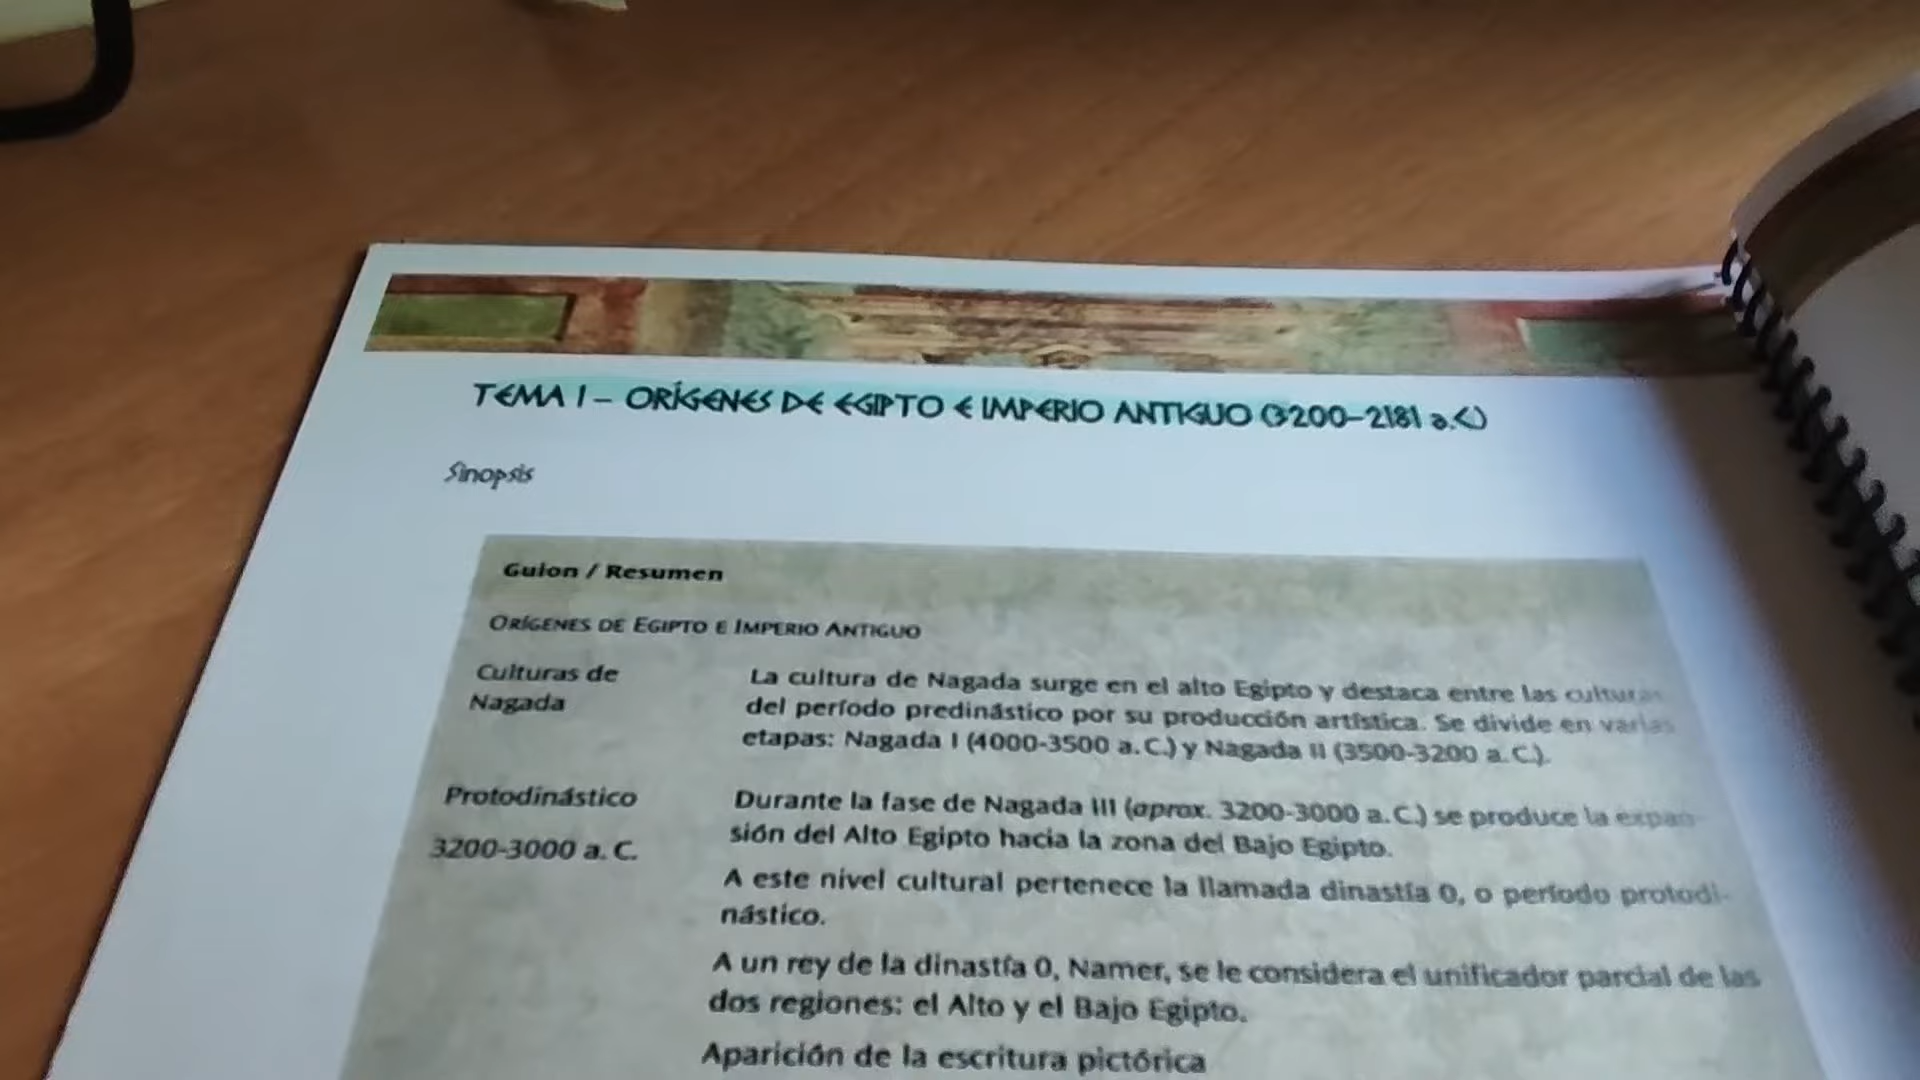 TEMA 1 – ORÍGENES DE EGIPTO E IMPERIO ANTIGUO (3200–2181 a.C)
Sinopsis
Guion / Resumen
ORÍGENES DE EGIPTO E IMPERIO ANTIGUO
Culturas de
Nagada
La cultura de Nagada surge en el alto Egipto y destaca entre las culturas
del período predinástico por su producción artística. Se divide en varias
etapas: Nagada I (4000-3500 a. C.) y Nagada II (3500-3200 a. C.).
Protodinástico
3200-3000 a. C.
Durante la fase de Nagada III (aprox. 3200-3000 a. C.) se produce la expan-
sión del Alto Egipto hacia la zona del Bajo Egipto.
A este nivel cultural pertenece la llamada dinastía 0, o período protodi-
nástico.
A un rey de la dinastía 0, Namer, se le considera el unificador parcial de las
dos regiones: el Alto y el Bajo Egipto.
Aparición de la escritura pictórica